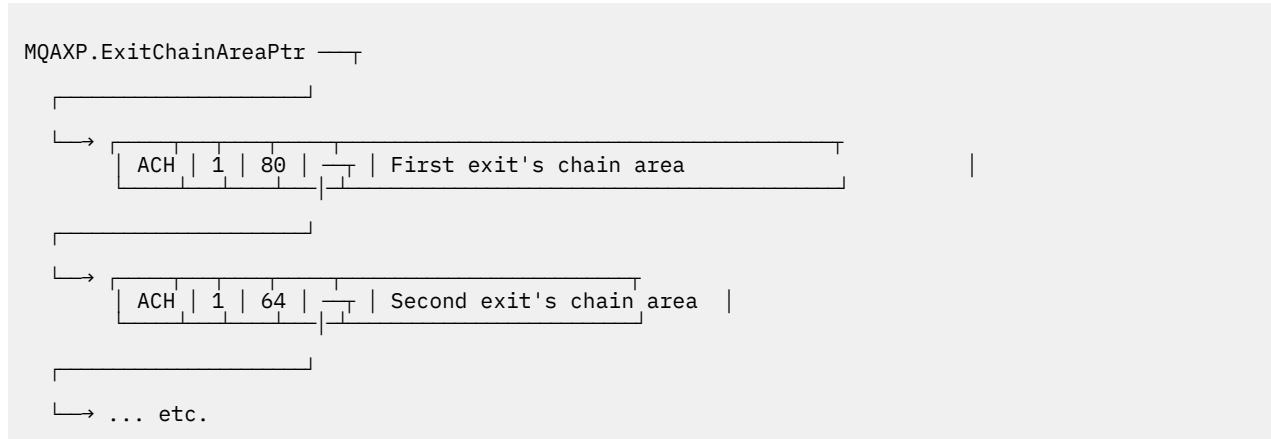 MQAXP.ExitChainAreaPtr ───┬
┌─────────────────────┘
└──→ ┌─────┬───┬────┬─────┬──────────────────────────────────────────┬
│ ACH │ 1 │ 80 │ ──┬ │ First exit's chain area │
└─────┴───┴────┴───│─┴──────────────────────────────────────────┘
┌─────────────────────┘
└──→ ┌─────┬───┬────┬─────┬─────────────────────────┬
│ ACH │ 1 │ 64 │ ──┬ │ Second exit's chain area │
└─────┴───┴────┴───│─┴─────────────────────────┘
┌─────────────────────┘
└──→ ... etc.